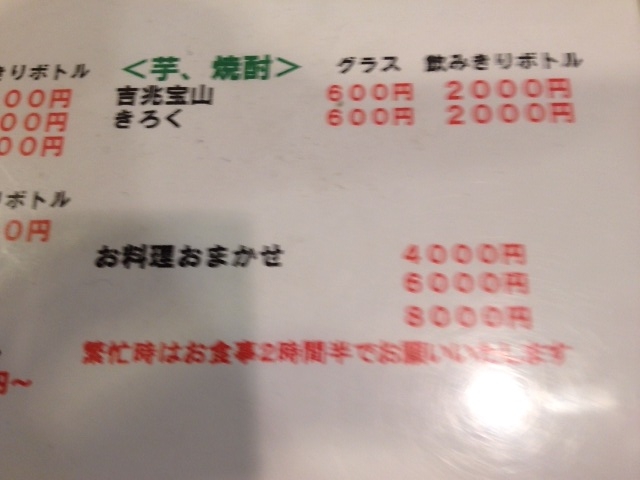 きりボトル ＜芋、焼酎＞ グラス 飲みきりボトル
００円 吉兆宝山 ６００円 ２０００円
００円 きろく ６００円 ２０００円
００円
ボトル
０円
お料理おまかせ ４０００円
６０００円
８０００円
繁忙時はお食事２時間半でお願いいたします
円～